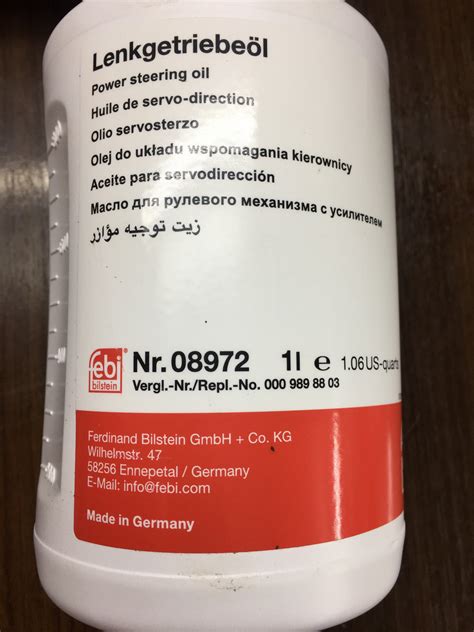 Lenkgetriebeöl
Power steering oil
Huile de servo-direction
Olio servosterzo
Olej do układu wspomagania kierownicy
Aceite para servodirección
Масло для рулевого механизма с усилителем
زيت توجيه مؤازر
febi bilstein
Nr. 08972 1l e 1.06 US-quarts
Vergl.-Nr./Repl.-No. 000 989 88 03
Ferdinand Bilstein GmbH + Co. KG
Wilhelmstr. 47
58256 Ennepetal / Germany
E-Mail: info@febi.com
Made in Germany